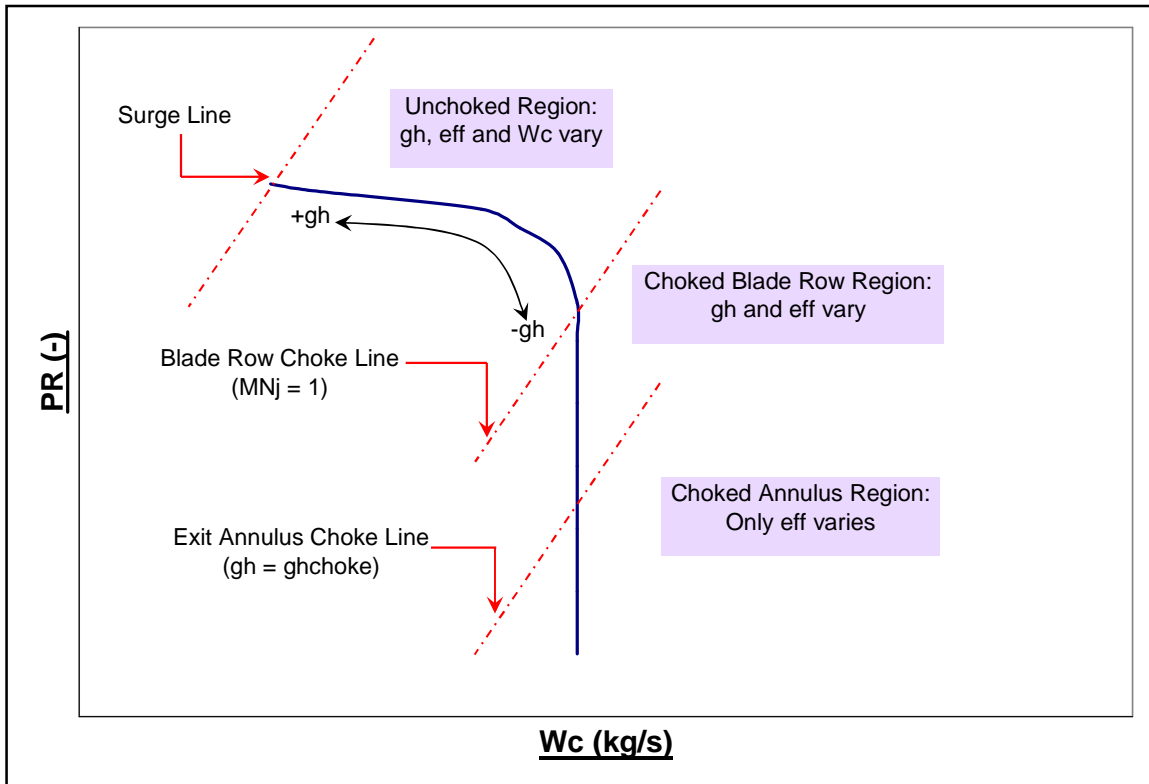 Unchoked Region:
gh, eff and Wc vary
Surge Line
+gh
Choked Blade Row Region:
gh and eff vary
-gh
Blade Row Choke Line
(MNj = 1)
PR (-)
Choked Annulus Region:
Only eff varies
Exit Annulus Choke Line
(gh = ghchoke)
Wc (kg/s)